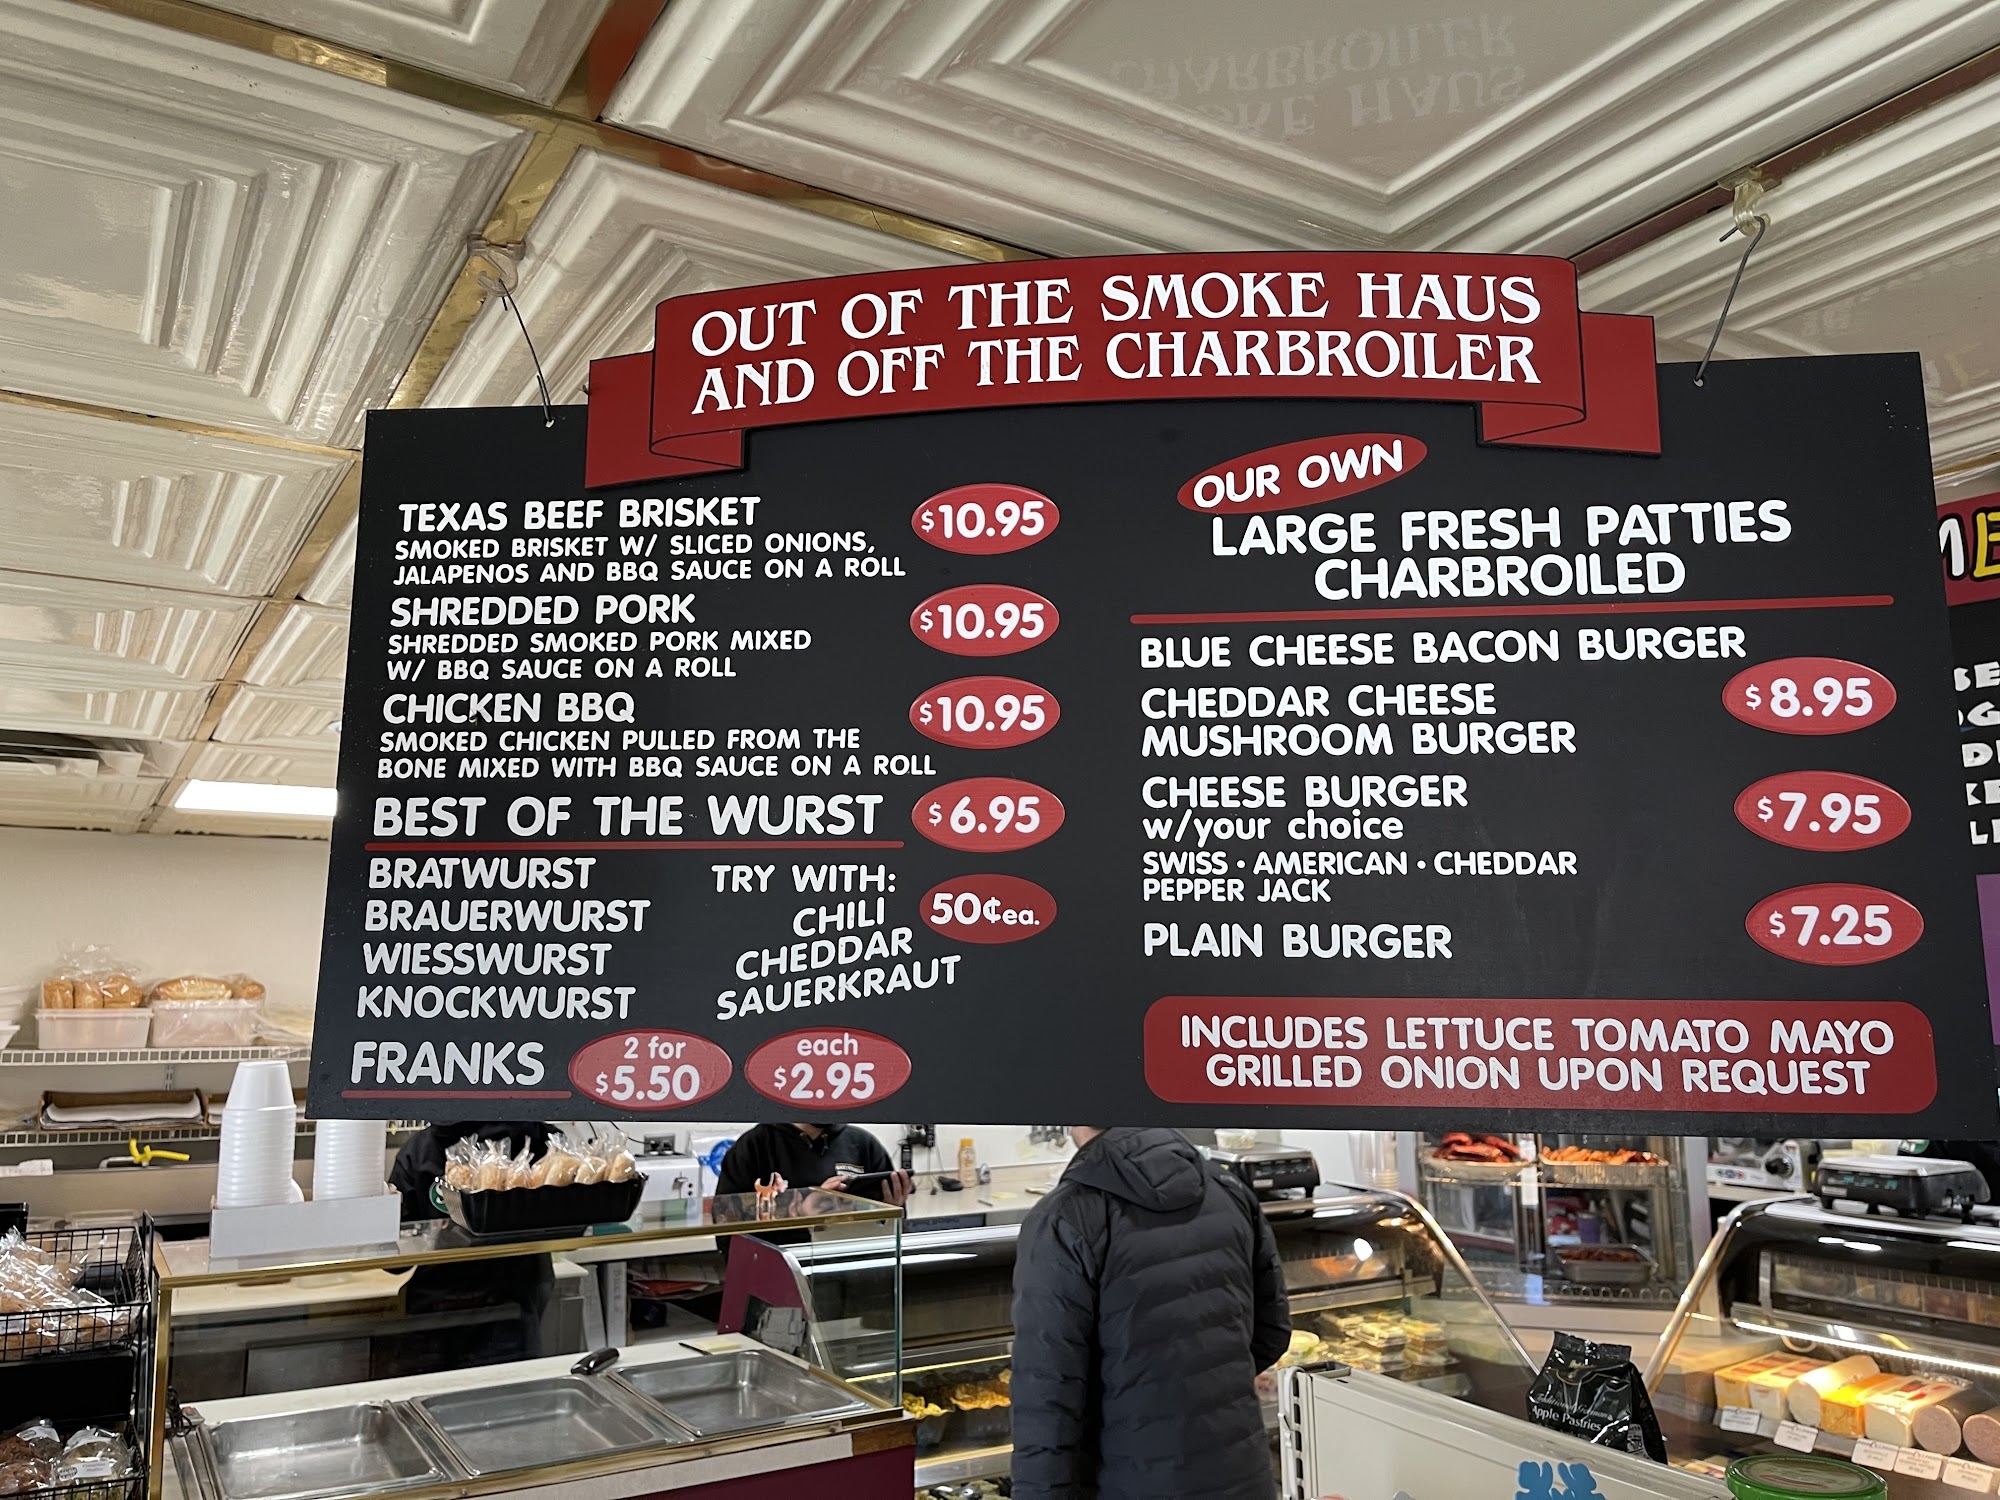 OUT OF THE SMOKE HAUS
AND OFF THE CHARBROILER
TEXAS BEEF BRISKET $10.95
SMOKED BRISKET W/ SLICED ONIONS,
JALAPENOS AND BBQ SAUCE ON A ROLL
SHREDDED PORK $10.95
SHREDDED SMOKED PORK MIXED
W/ BBQ SAUCE ON A ROLL
CHICKEN BBQ $10.95
SMOKED CHICKEN PULLED FROM THE
BONE MIXED WITH BBQ SAUCE ON A ROLL
BEST OF THE WURST $6.95
BRATWURST
BRAUERWURST
WIESSWURST
KNOCKWURST
TRY WITH:
CHILI 50¢ea.
CHEDDAR
SAUERKRAUT
FRANKS
2 for
$5.50
each
$2.95
OUR OWN
LARGE FRESH PATTIES
CHARBROILED
BLUE CHEESE BACON BURGER
CHEDDAR CHEESE $8.95
MUSHROOM BURGER
CHEESE BURGER $7.95
w/your choice
SWISS · AMERICAN · CHEDDAR
PEPPER JACK
PLAIN BURGER $7.25
INCLUDES LETTUCE TOMATO MAYO
GRILLED ONION UPON REQUEST
Apple Pastries